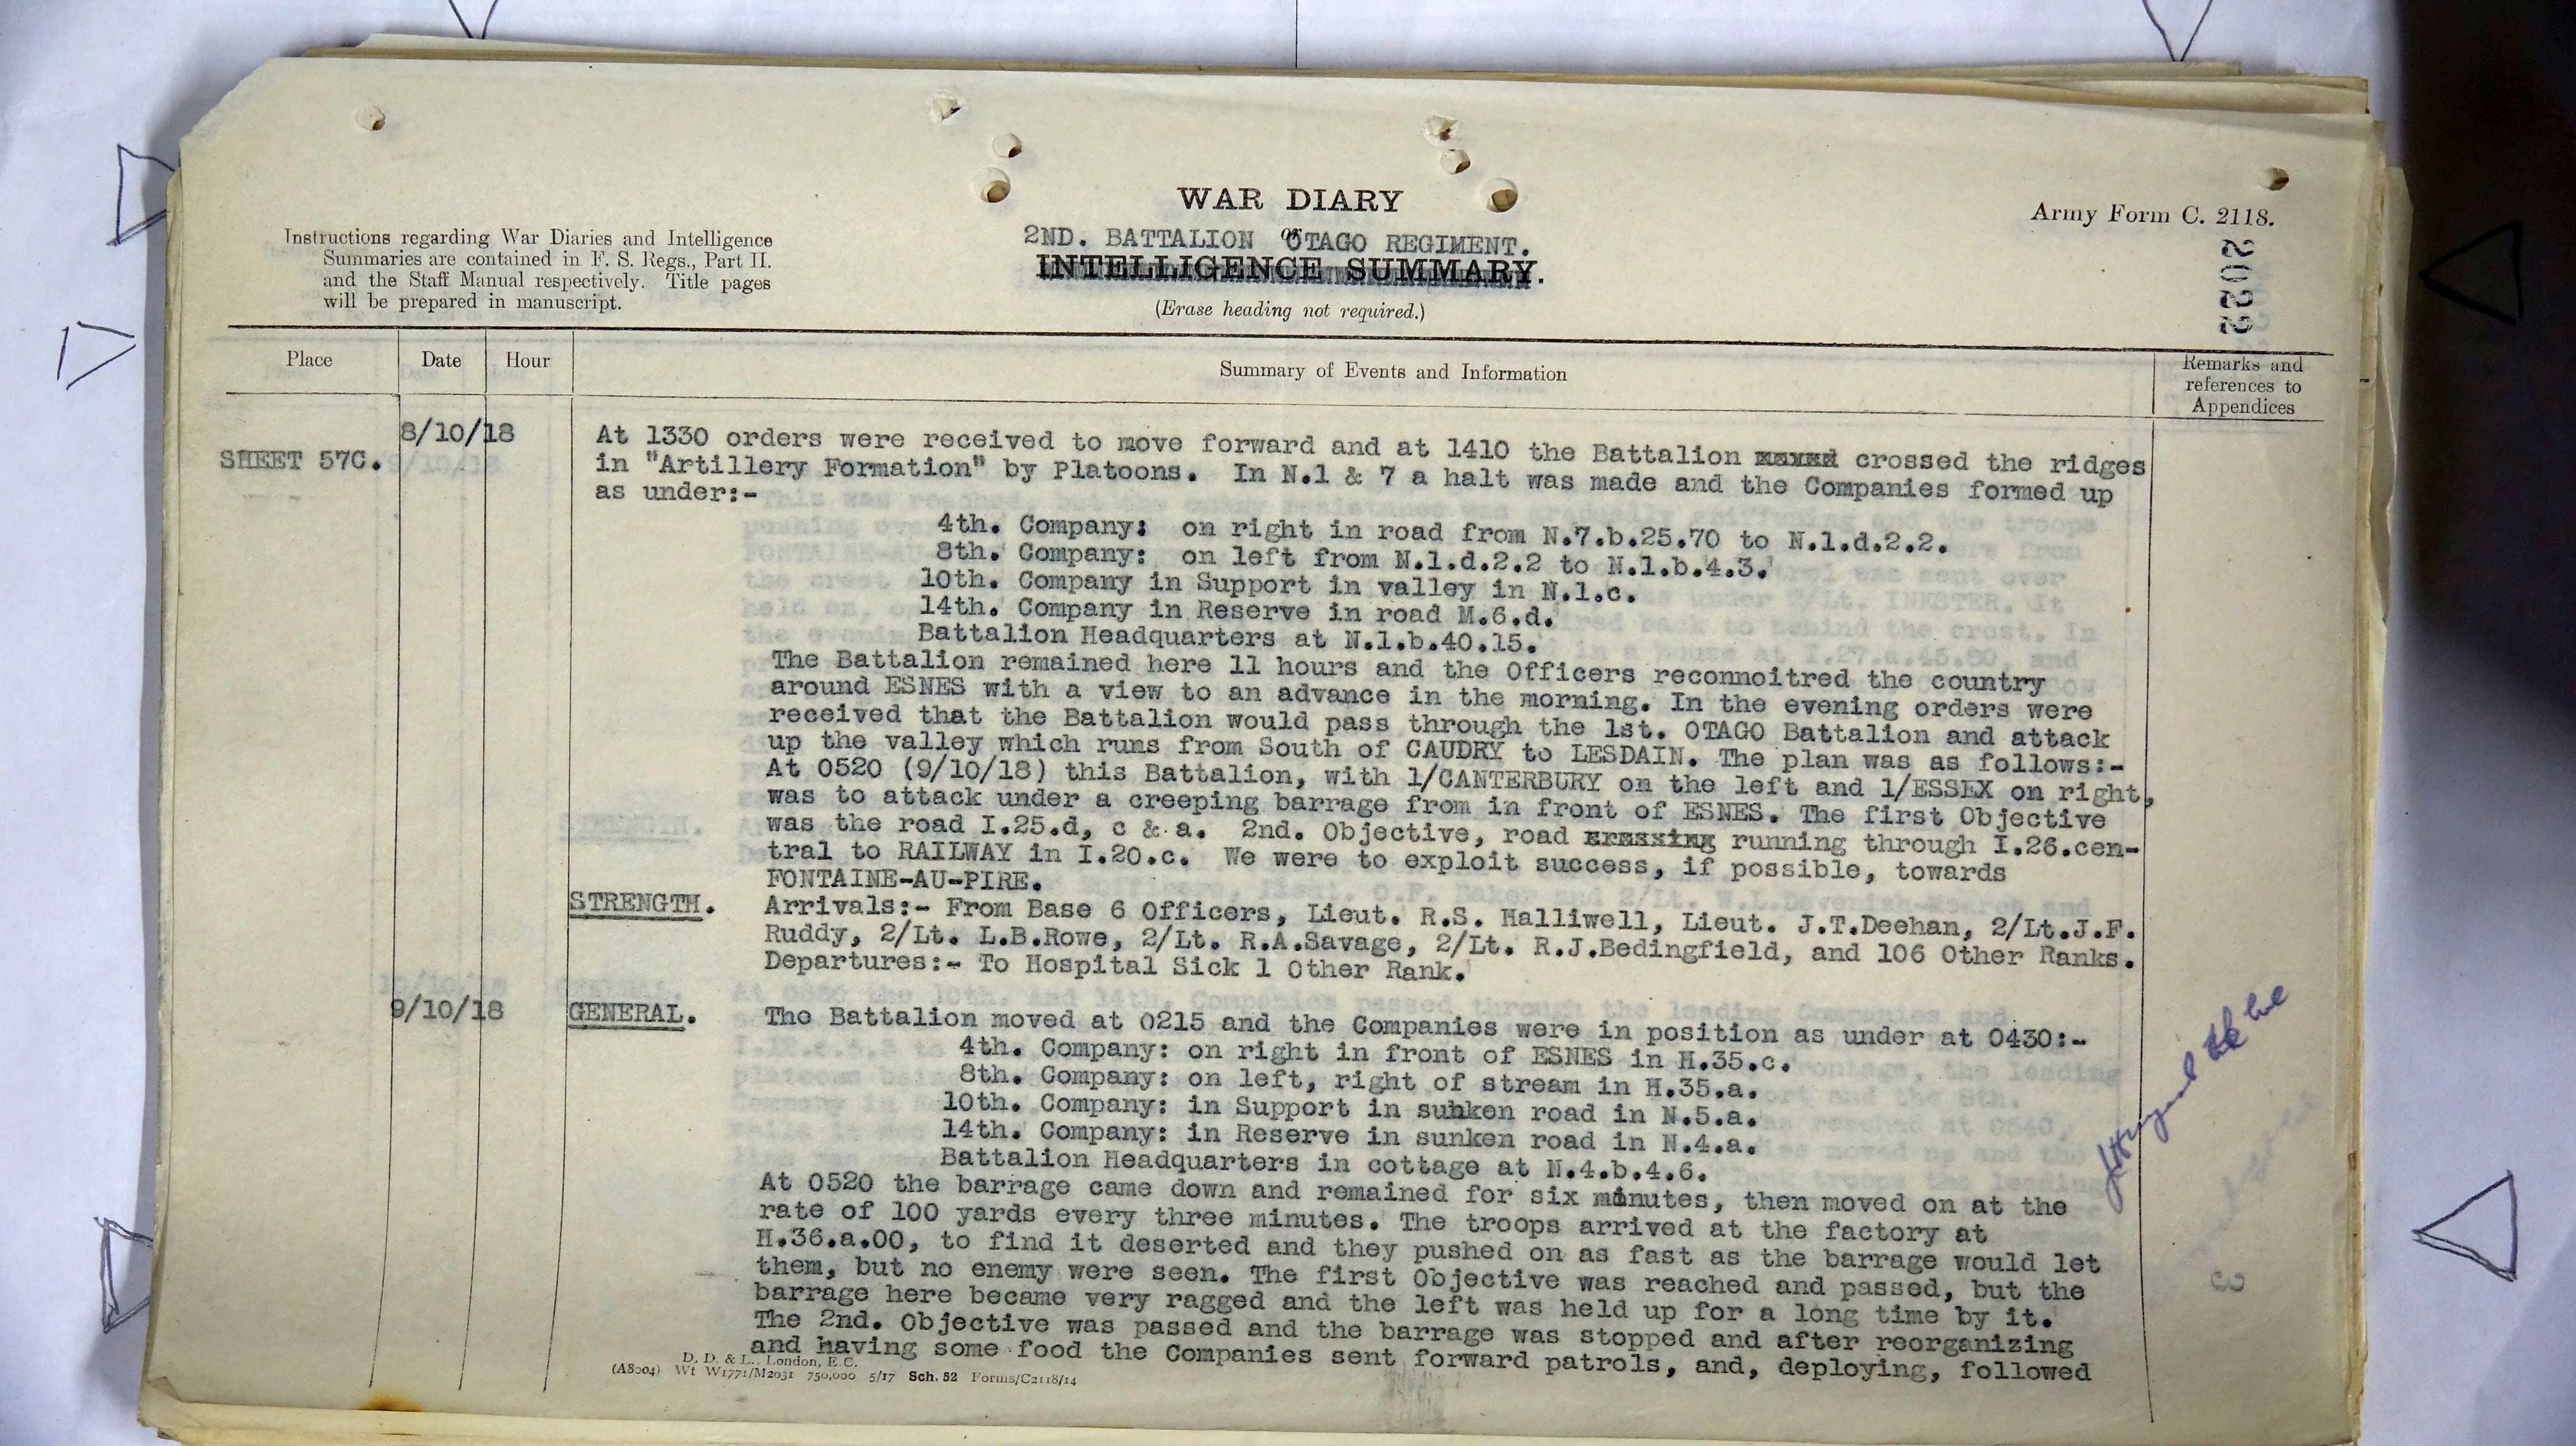 WAR DIARY
Army Form C. 2118.
2ND. BATTALION or OTAGO REGIMENT.
INTELLIGENCE SUMMARY.
(Erase heading not required.)
Instructions regarding War Diaries and Intelligence
Summaries are contained in F. S. Regs., Part II.
and the Staff Manual respectively. Title pages
will be prepared in manuscript.
2022
Place
Date
Hour
Summary of Events and Information
Remarks and
references to
Appendices
SHEET 57C.
8/10/18
At 1330 orders were received to move forward and at 1410 the Battalion crossed the ridges
in "Artillery Formation" by Platoons. In N.1 & 7 a halt was made and the Companies formed up
as under:-
4th. Company: on right in road from N.7.b.25.70 to N.1.d.2.2.
8th. Company: on left from N.1.d.2.2 to N.1.b.4.3.
10th. Company in Support in valley in N.1.c.
14th. Company in Reserve in road M.6.d.
Battalion Headquarters at N.1.b.40.15.
The Battalion remained here 11 hours and the Officers reconnoitred the country
around ESNES with a view to an advance in the morning. In the evening orders were
received that the Battalion would pass through the 1st. OTAGO Battalion and attack
up the valley which runs from South of CAUDRY to LESDAIN. The plan was as follows:-
At 0520 (9/10/18) this Battalion, with 1/CANTERBURY on the left and 1/ESSEX on right,
was to attack under a creeping barrage from in front of ESNES. The first Objective
was the road I.25.d, c & a. 2nd. Objective, road running through I.26.cen-
tral to RAILWAY in I.20.c. We were to exploit success, if possible, towards
FONTAINE-AU-PIRE.
STRENGTH.
Arrivals:- From Base 6 Officers, Lieut. R.S. Halliwell, Lieut. J.T.Deehan, 2/Lt.J.F.
Ruddy, 2/Lt. L.B.Rowe, 2/Lt. R.A.Savage, 2/Lt. R.J.Bedingfield, and 106 Other Ranks.
Departures:- To Hospital Sick 1 Other Rank.
9/10/18
GENERAL.
The Battalion moved at 0215 and the Companies were in position as under at 0430:-
4th. Company: on right in front of ESNES in H.35.c.
8th. Company: on left, right of stream in H.35.a.
10th. Company: in Support in sunken road in N.5.a.
14th. Company: in Reserve in sunken road in N.4.a.
Battalion Headquarters in cottage at N.4.b.4.6.
At 0520 the barrage came down and remained for six minutes, then moved on at the
rate of 100 yards every three minutes. The troops arrived at the factory at
H.36.a.00, to find it deserted and they pushed on as fast as the barrage would let
them, but no enemy were seen. The first Objective was reached and passed, but the
barrage here became very ragged and the left was held up for a long time by it.
The 2nd. Objective was passed and the barrage was stopped and after reorganizing
and having some food the Companies sent forward patrols, and, deploying, followed
D. D. & L., London, E.C.
(A8004) Wt W1771/M2031 750,000 5/17 Sch. 52 Forms/C2118/14